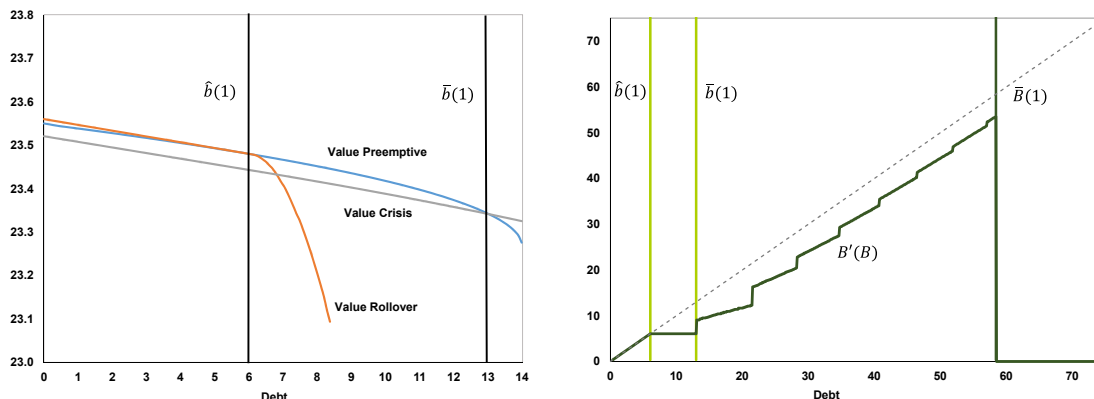 23.8
23.7
23.6
23.5
23.4
23.3
23.2
23.1
23.0
b̂(1)
b̅(1)
Value Preemptive
Value Crisis
Value Rollover
0 1 2 3 4 5 6 7 8 9 10 11 12 13 14
Debt
70
60
50
40
30
20
10
0
b̂(1)
b̅(1)
B̅(1)
B′(B)
0 10 20 30 40 50 60 70
Debt